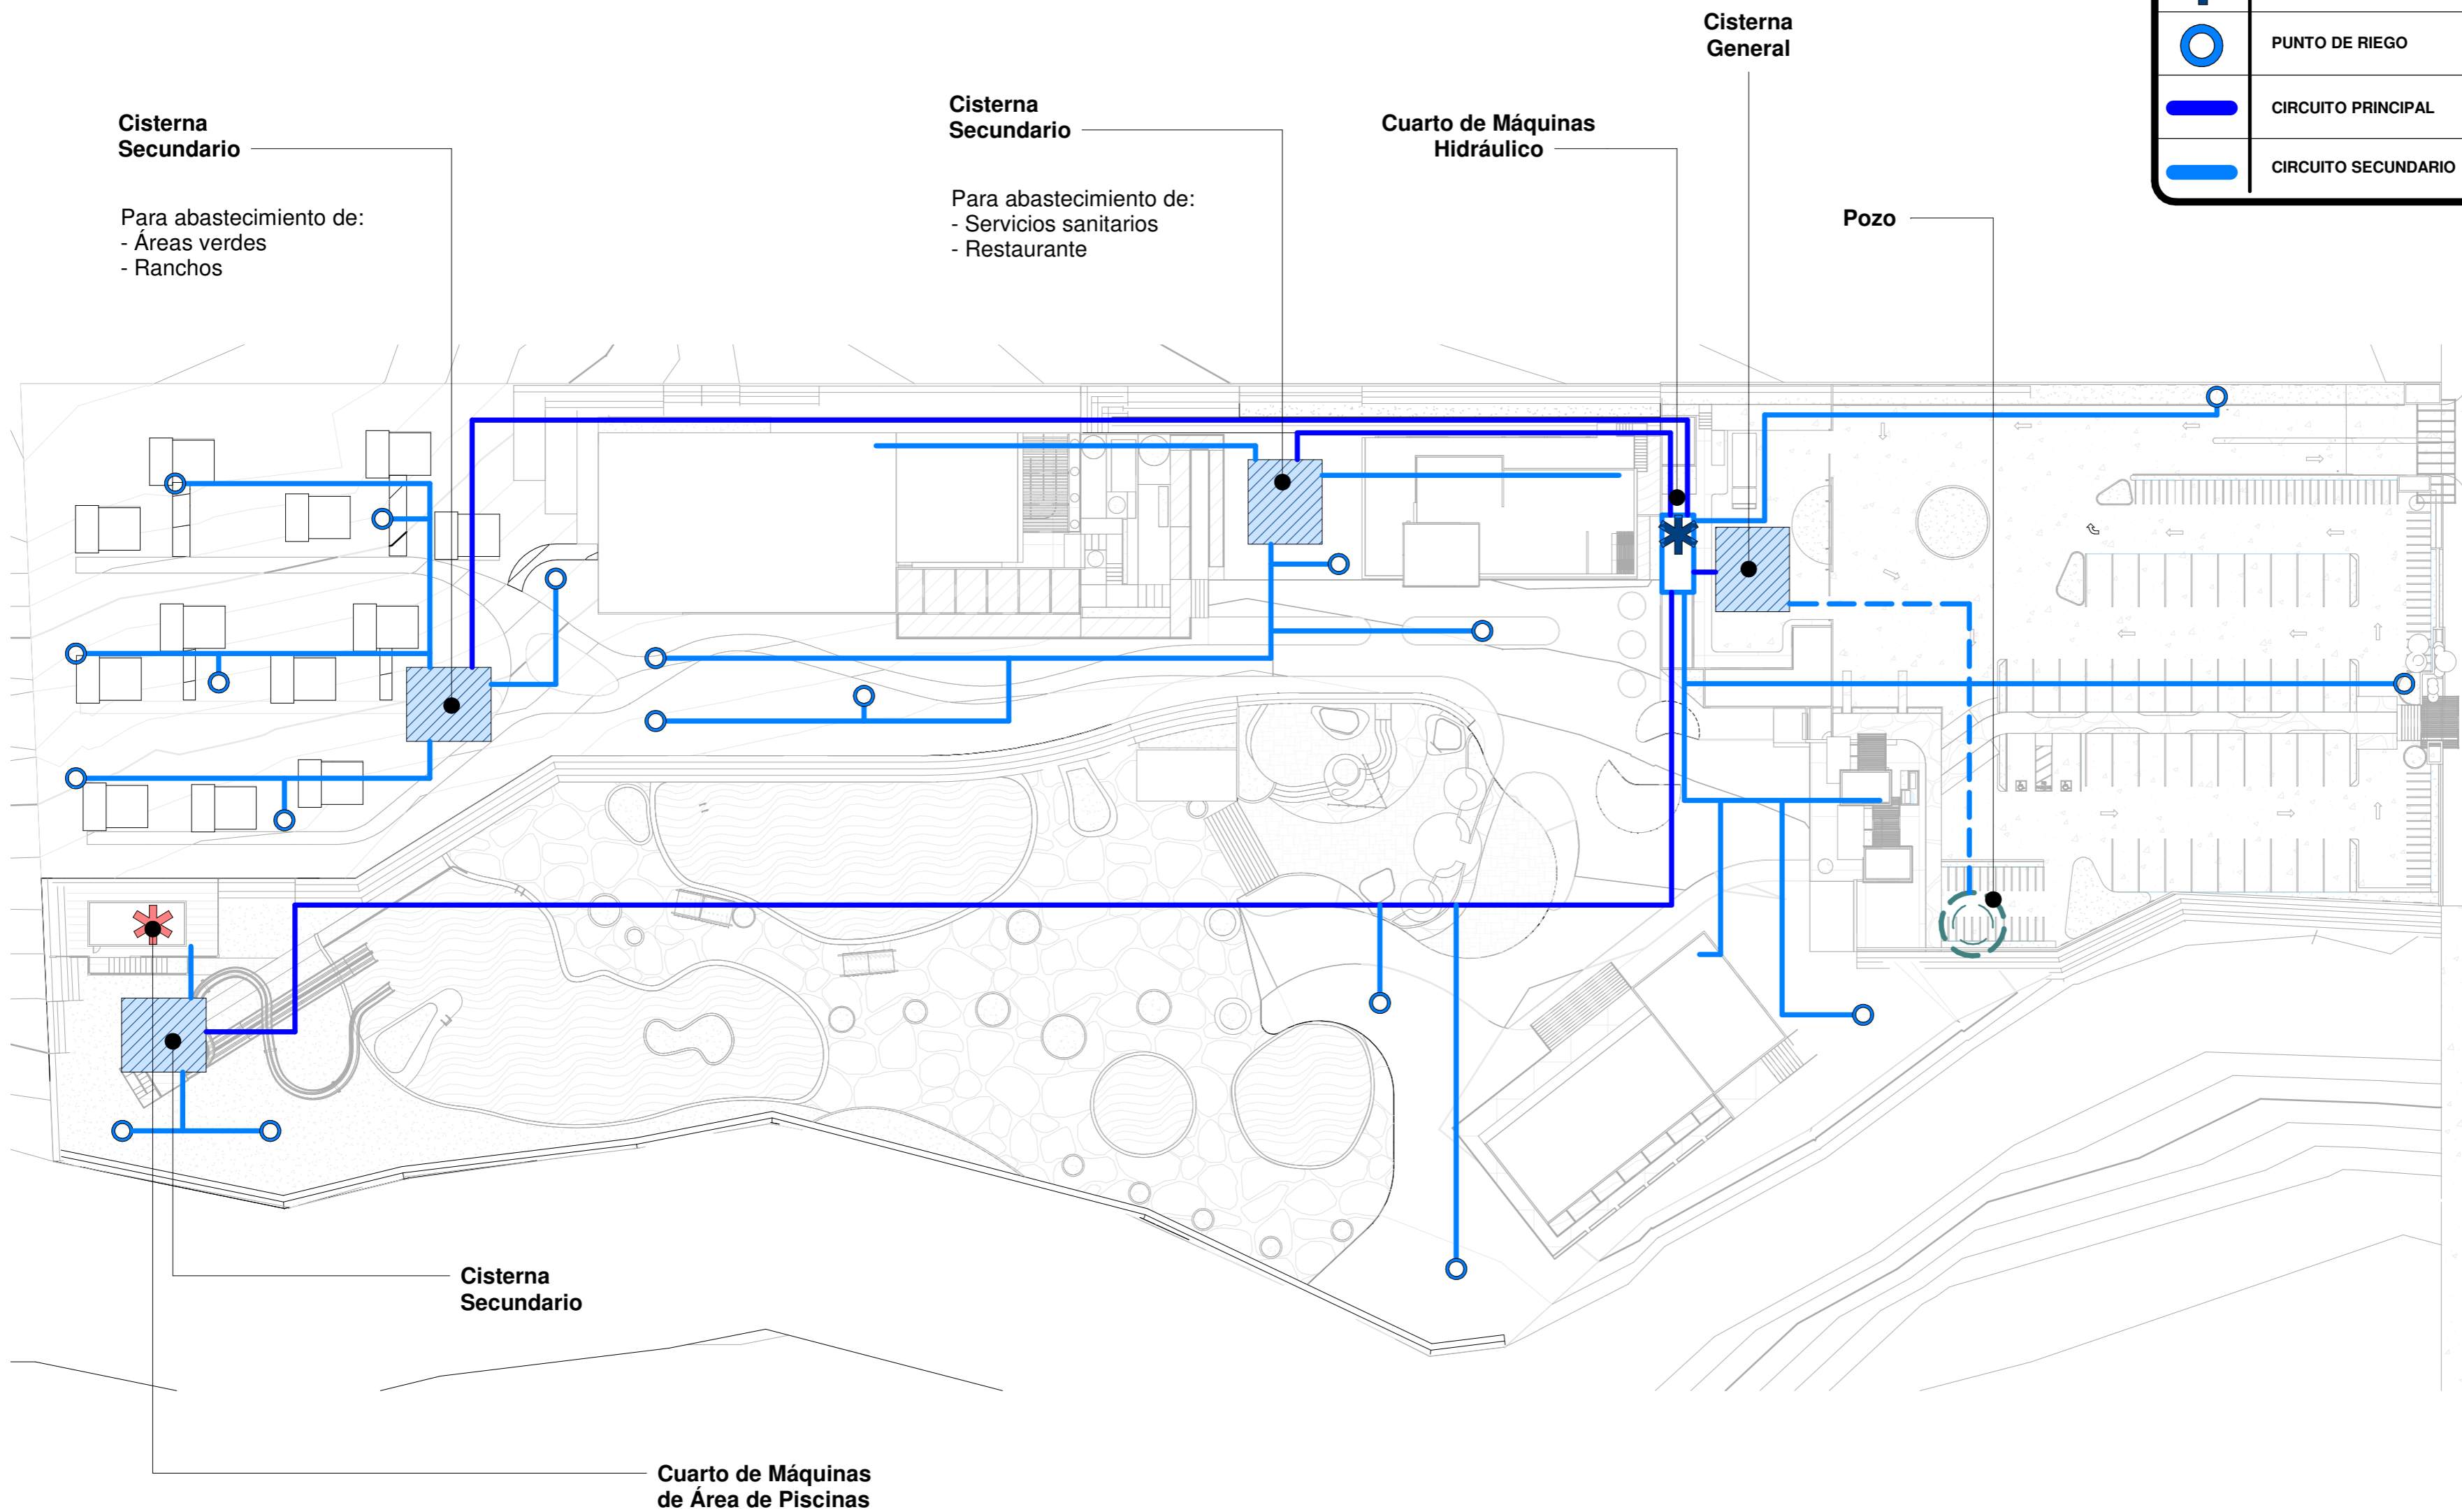 Cisterna
General
PUNTO DE RIEGO
CIRCUITO PRINCIPAL
CIRCUITO SECUNDARIO
Cisterna
Secundario
Para abastecimiento de:
- Áreas verdes
- Ranchos
Cisterna
Secundario
Para abastecimiento de:
- Servicios sanitarios
- Restaurante
Cuarto de Máquinas
Hidráulico
Pozo
Cisterna
Secundario
Cuarto de Máquinas
de Área de Piscinas